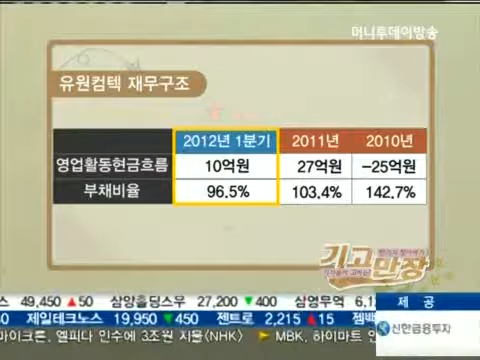 머니투데이방송
유원컴텍 재무구조
2012년 1분기 2011년 2010년
영업활동현금흐름 10억원 27억원 -25억원
부채비율 96.5% 103.4% 142.7%
기고만장
스 49,450 ▲50 삼양홀딩스우 27,200 ▼400 삼영무역
제공
80 제일테크노스 19,950 ▼450 젠트로 2,215 ▲15 젬백
신한금융투자
마이크론, 엘피다 인수에 3조원 지불<NHK> ▶ MBK, 하이마트 인